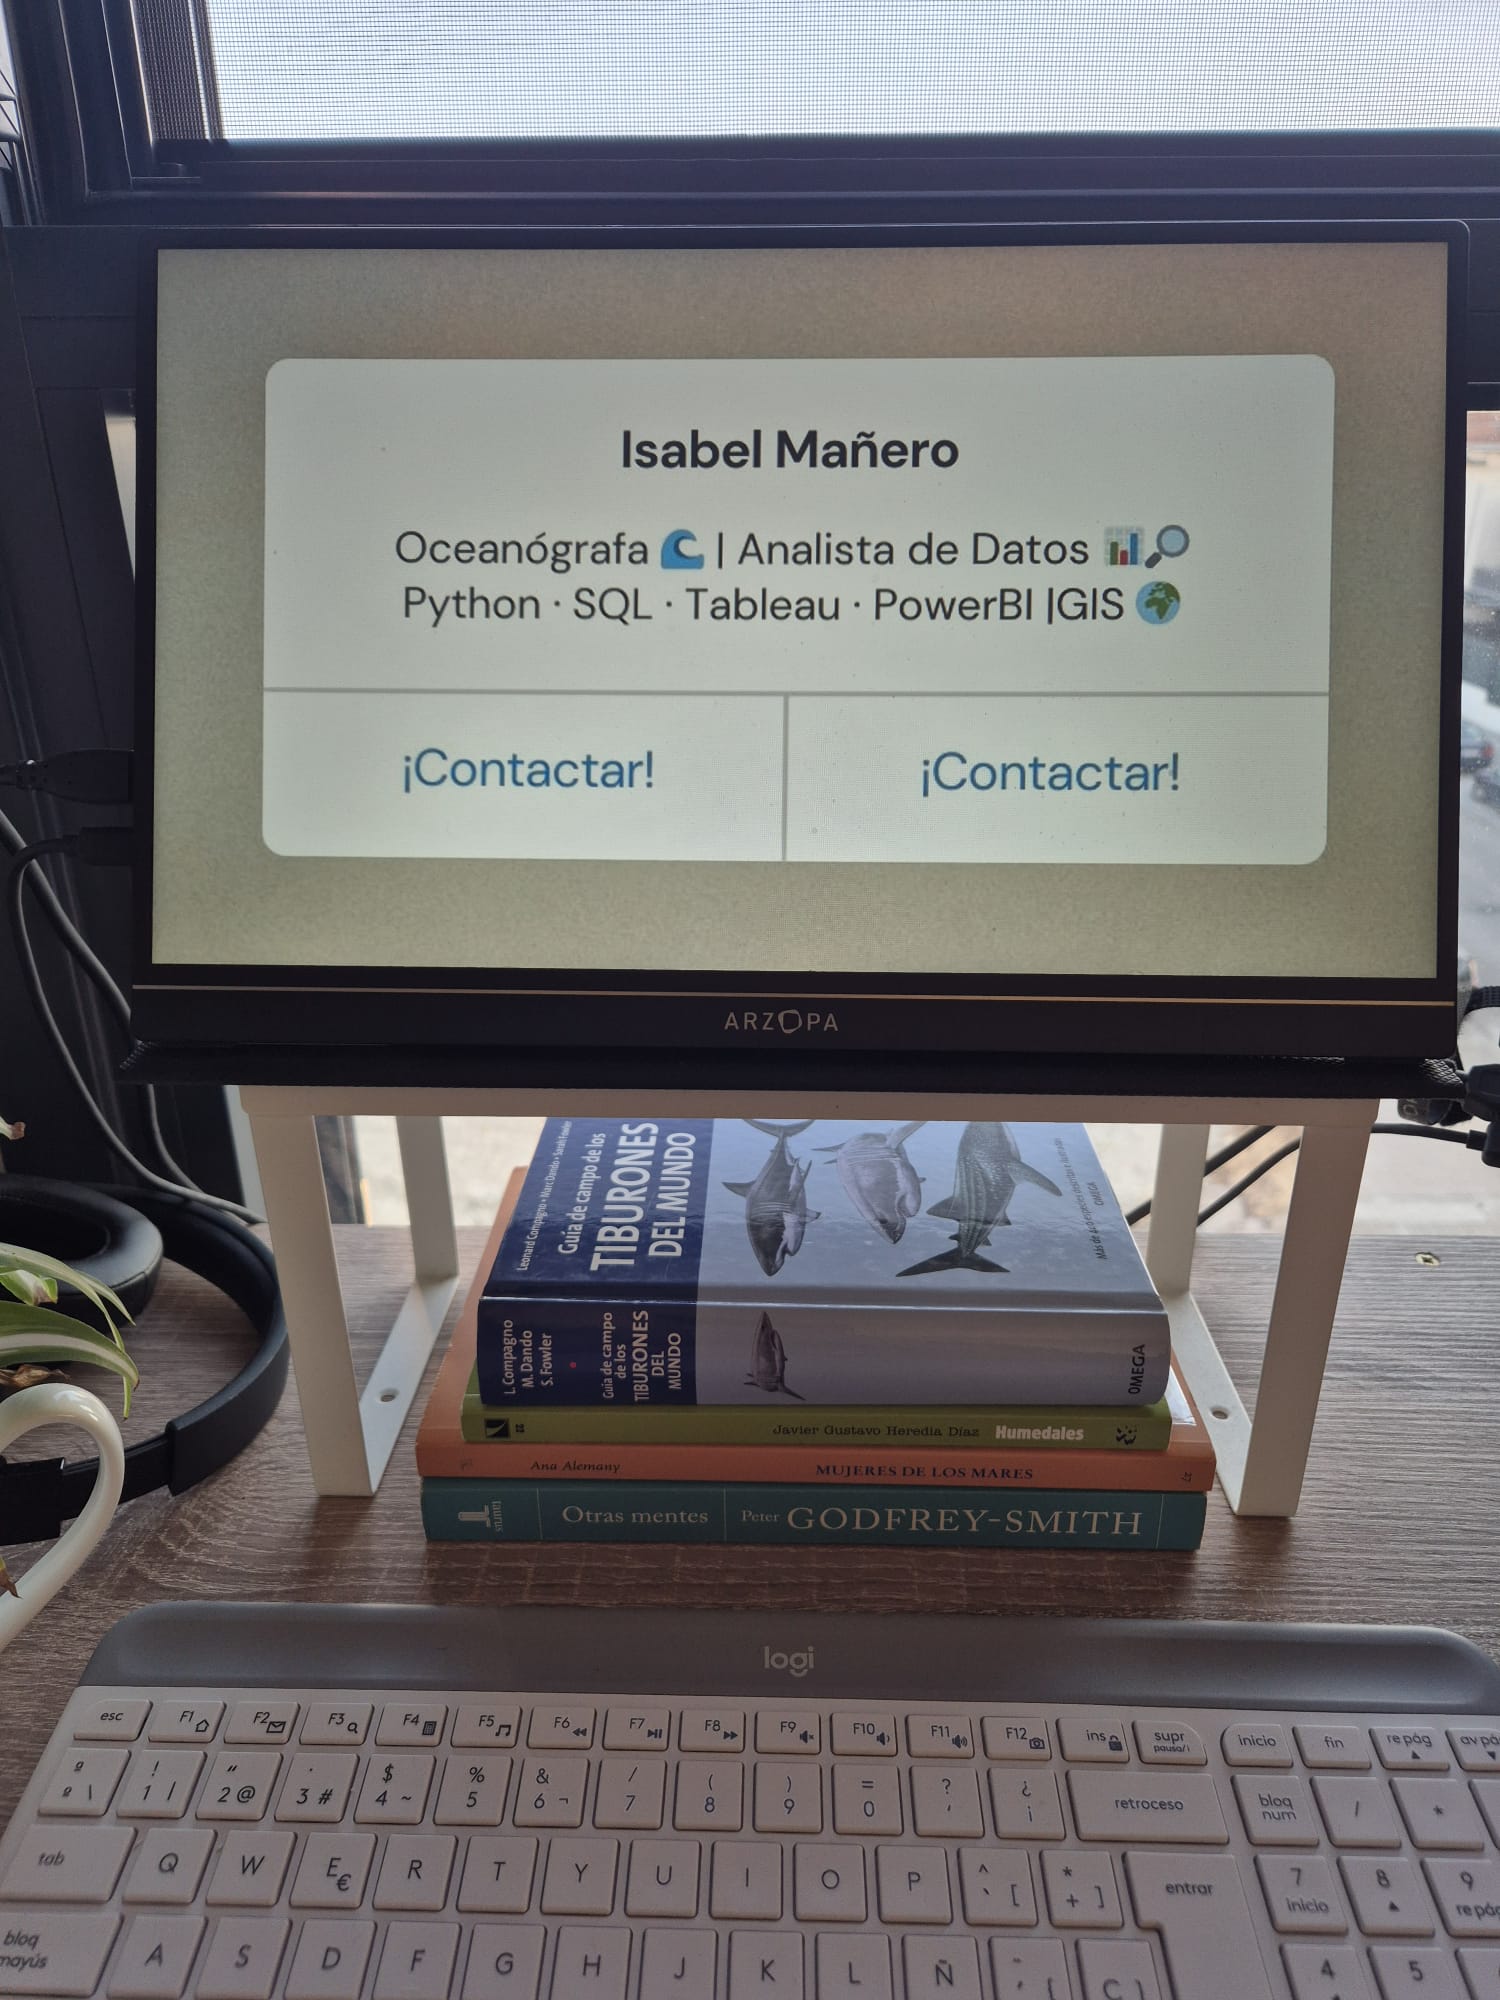 Isabel Mañero
Oceanógrafa 🌊 | Analista de Datos 📊🔎
Python · SQL · Tableau · PowerBI |GIS 🌍
¡Contactar!
¡Contactar!
ARZOPA
Leonard Compagno • Marc Dando • Sarah Fowler
Guía de campo de los
TIBURONES
DEL MUNDO
Más de 400 especies descritas e ilustradas
OMEGA
L. Compagno
M. Dando
S. Fowler
Guía de campo
de los
TIBURONES
DEL
MUNDO
OMEGA
22 Javier Gustavo Heredia Díaz Humedales
Ana Alemany MUJERES DE LOS MARES 27
taurus Otras mentes Peter GODFREY-SMITH
logi
esc F1 F2 F3 F4 F5 F6 F7 F8 F9 F10 F11 F12 ins supr inicio fin re pág av pá
pausa/i
º ! " · $ % & / ( ) = ? ¿
ª \ 1 | 2 @ 3 # 4 ~ 5 6 ¬ 7 8 9 0 ' ¡ retroceso bloq num / *
tab Q W E € R T Y U I O P ^ ` [ * + ] entrar 7 inicio 8 9 re pág
bloq mayús A S D F G H J K L Ñ Ç } 4 5